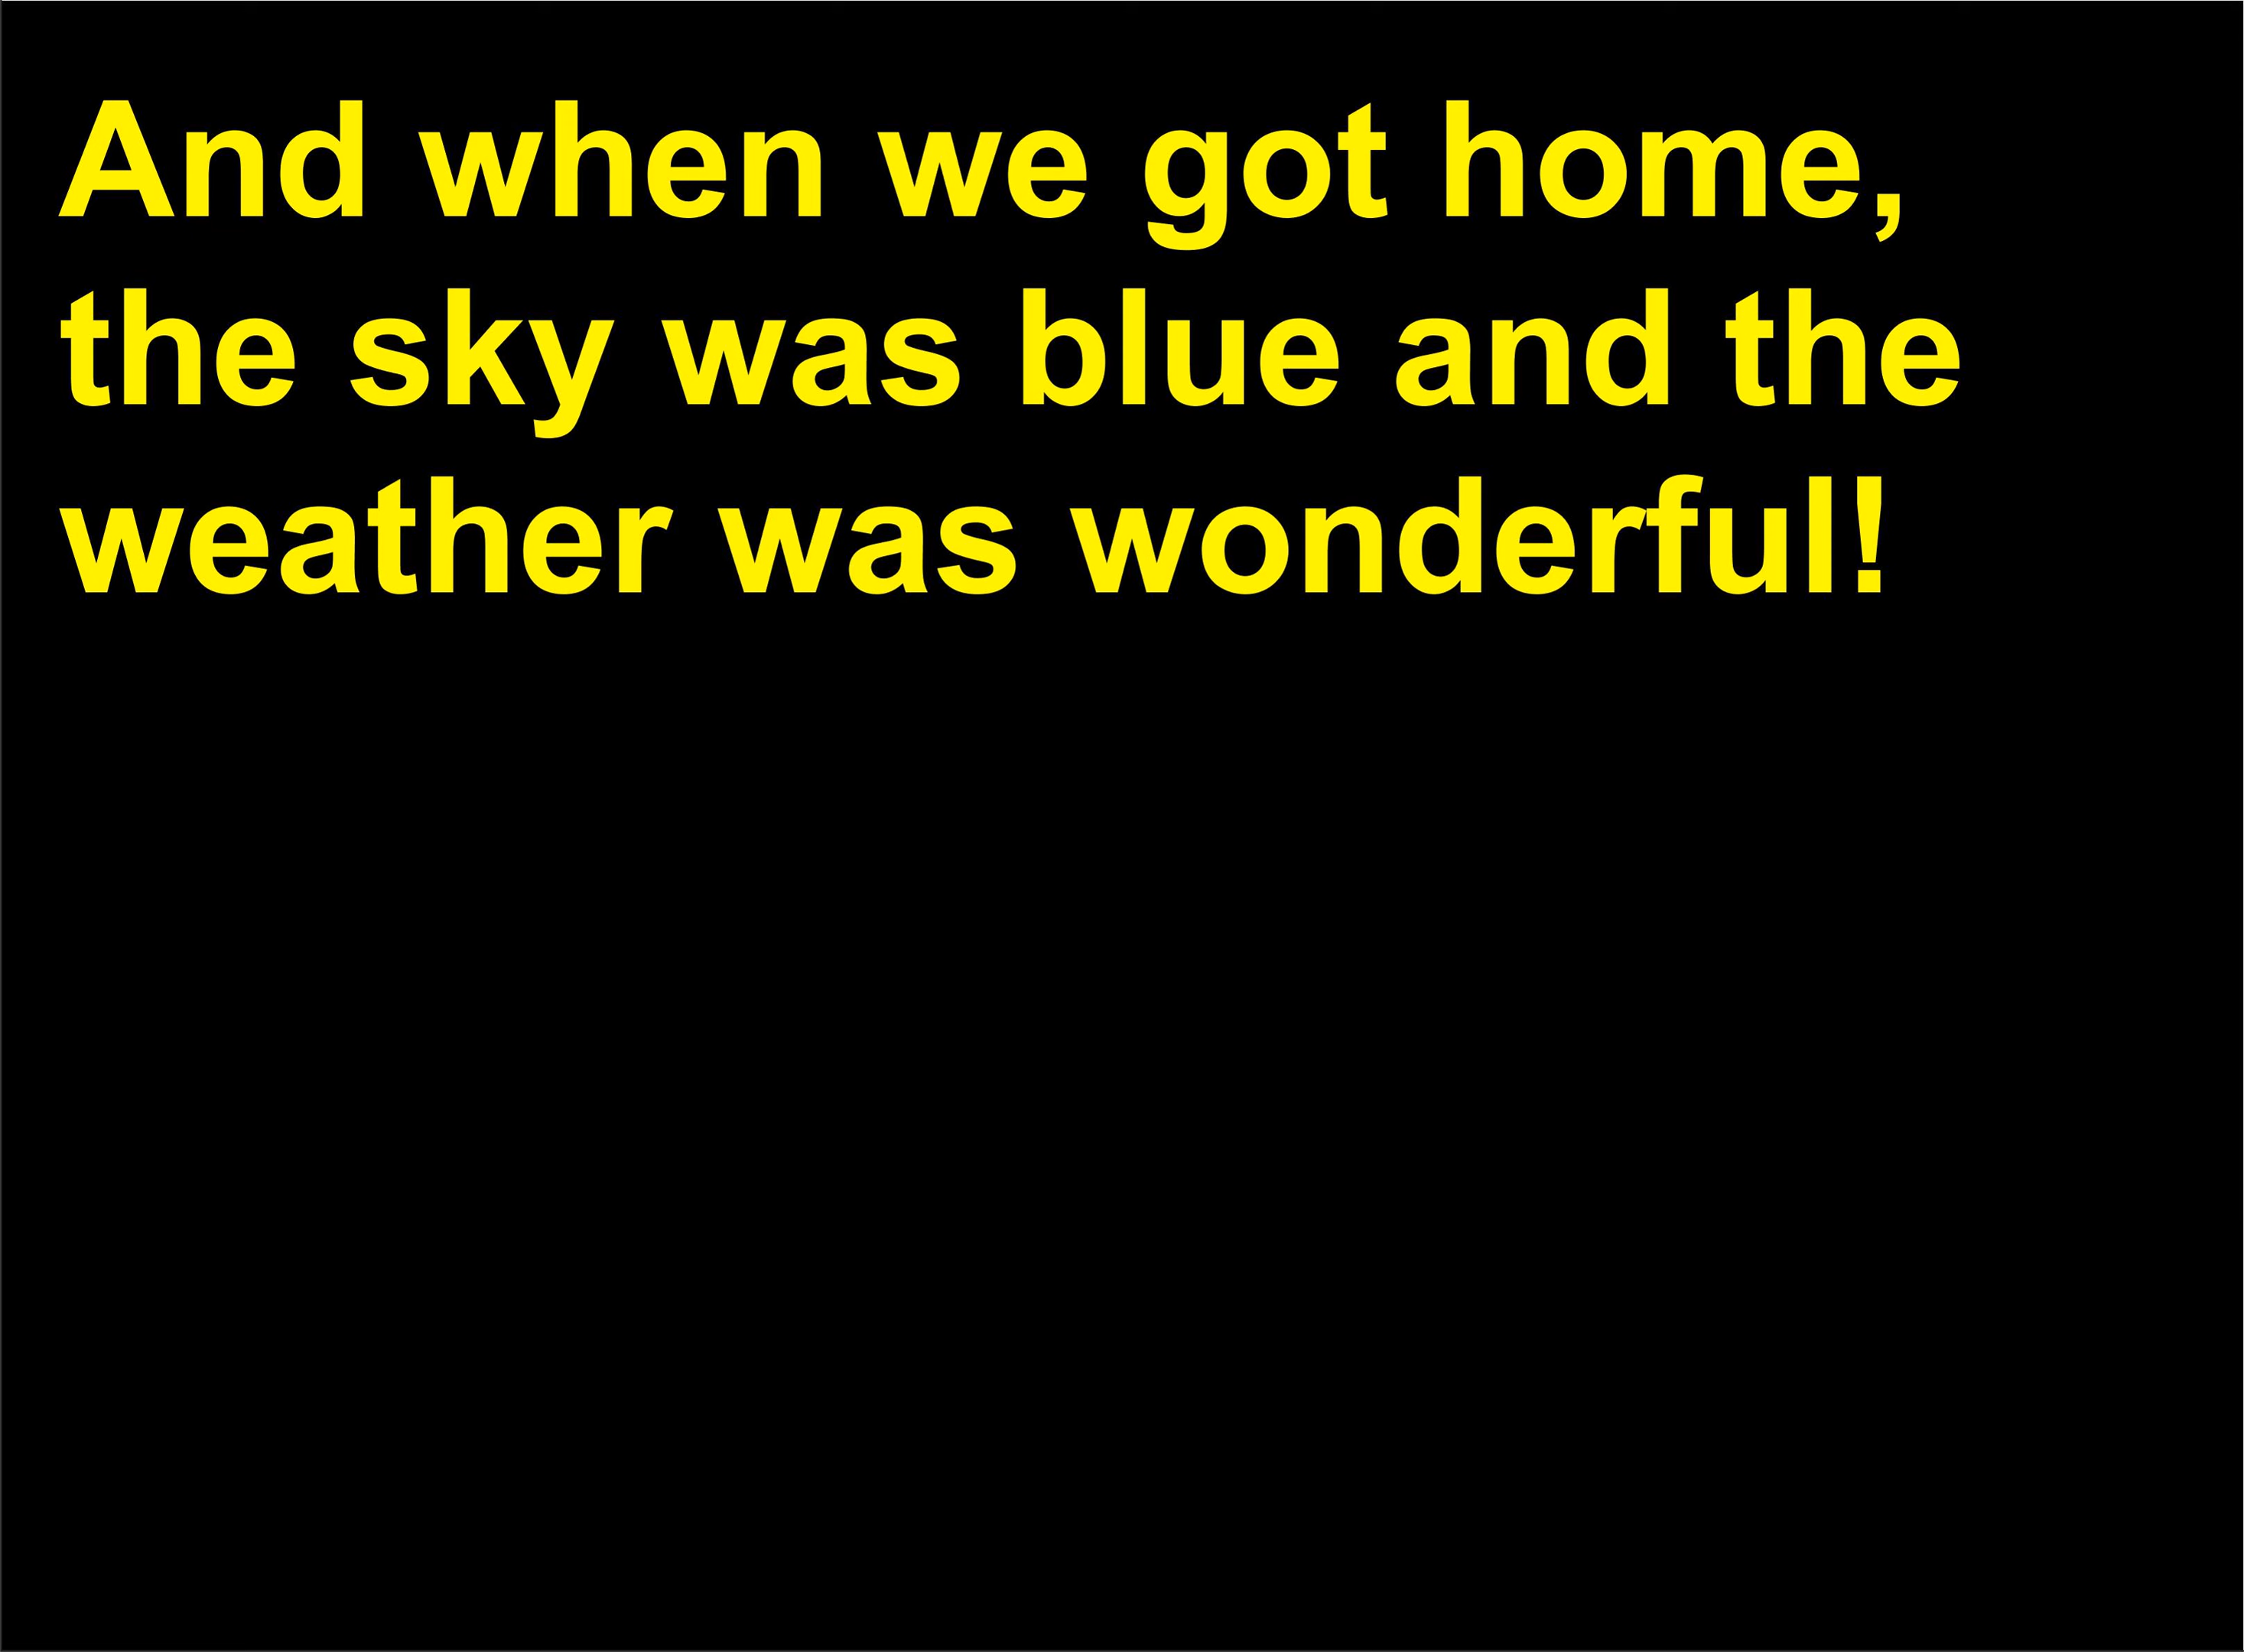 And when we got home,
the sky was blue and the
weather was wonderful!